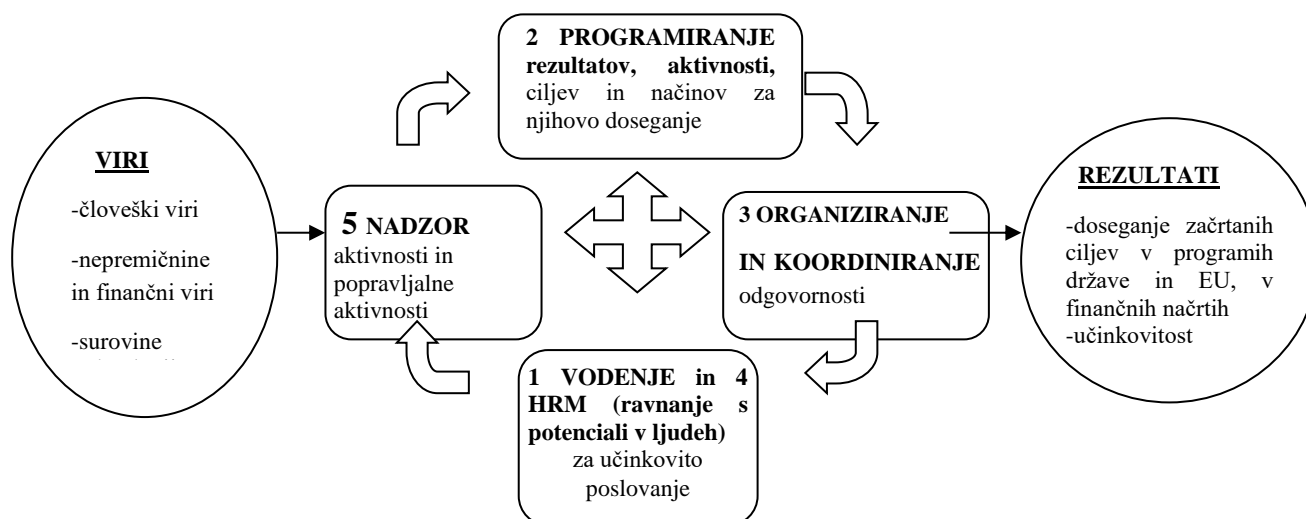 2 PROGRAMIRANJE
rezultatov, aktivnosti,
ciljev in načinov za
njihovo doseganje
VIRI
-človeški viri
-nepremičnine
in finančni viri
-surovine
5 NADZOR
aktivnosti in
popravljalne
aktivnosti
3 ORGANIZIRANJE
IN KOORDINIRANJE
odgovornosti
REZULTATI
-doseganje začrtanih
ciljev v programih
države in EU, v
finančnih načrtih
-učinkovitost
1 VODENJE in 4
HRM (ravnanje s
potenciali v ljudeh)
za učinkovito
poslovanje